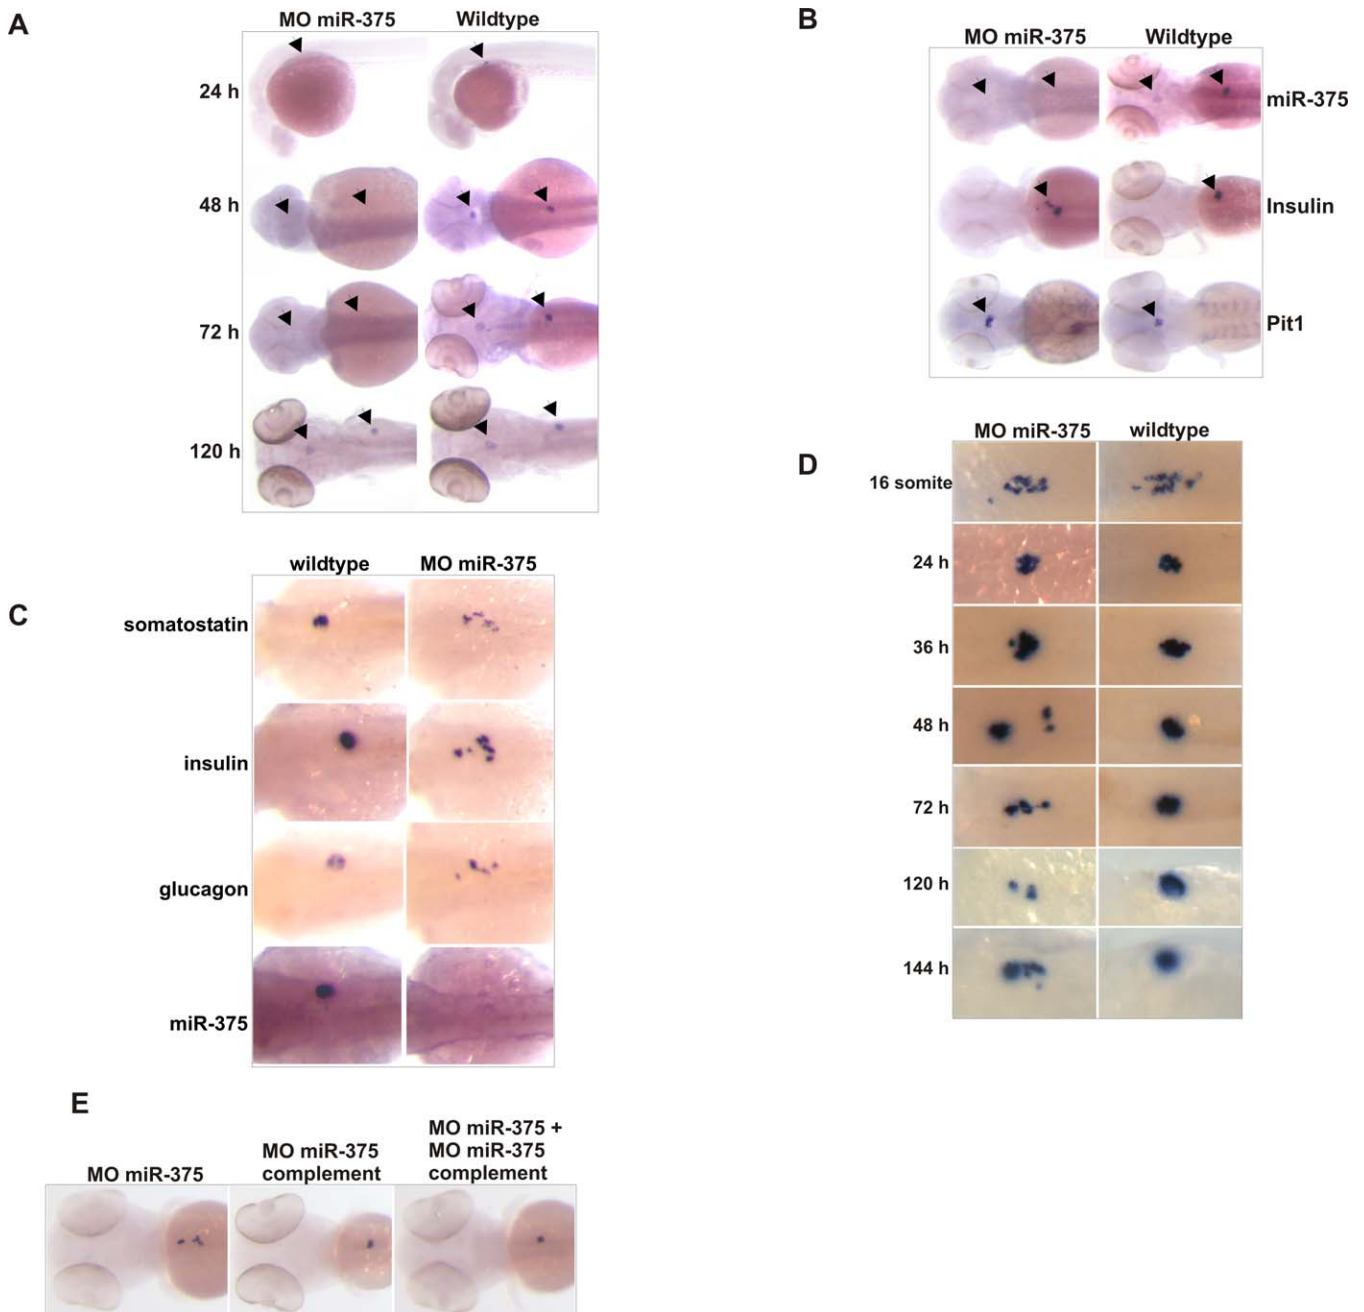 A
MO miR-375 Wildtype
24 h
48 h
72 h
120 h
B
MO miR-375 Wildtype
miR-375
Insulin
Pit1
C
wildtype MO miR-375
somatostatin
insulin
glucagon
miR-375
D
MO miR-375 wildtype
16 somite
24 h
36 h
48 h
72 h
120 h
144 h
E
MO miR-375
MO miR-375
complement
MO miR-375 +
MO miR-375
complement